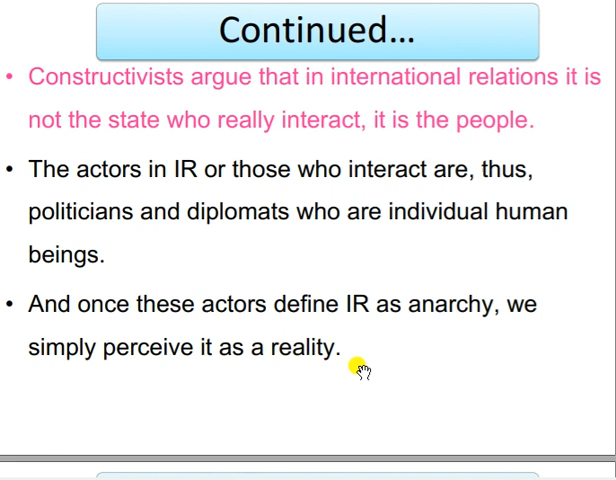 Continued...
• Constructivists argue that in international relations it is
not the state who really interact, it is the people.
• The actors in IR or those who interact are, thus,
politicians and diplomats who are individual human
beings.
• And once these actors define IR as anarchy, we
simply perceive it as a reality.